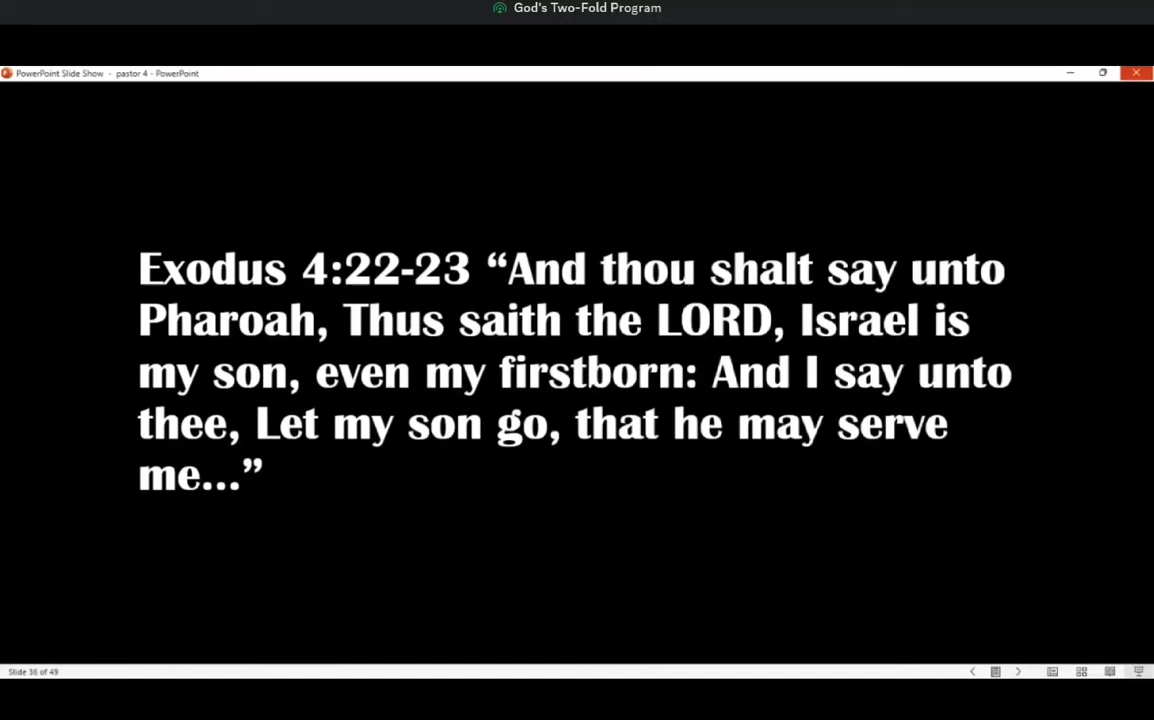 God's Two-Fold Program
PowerPoint Slide Show - pastor 4 - PowerPoint
Exodus 4:22-23 “And thou shalt say unto
Pharoah, Thus saith the LORD, Israel is
my son, even my firstborn: And I say unto
thee, Let my son go, that he may serve
me...”
Slide 36 of 49